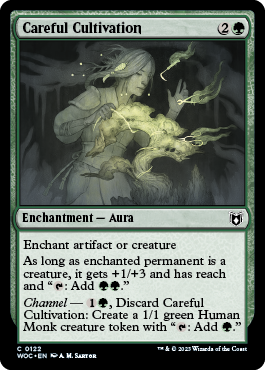 Careful Cultivation 2
Enchantment — Aura
Enchant artifact or creature
As long as enchanted permanent is a
creature, it gets +1/+3 and has reach
and “: Add .”
Channel — 1, Discard Careful
Cultivation: Create a 1/1 green Human
Monk creature token with “: Add .”
C 0122
WOC • EN A. M. SARTOR
™ & © 2023 Wizards of the Coast